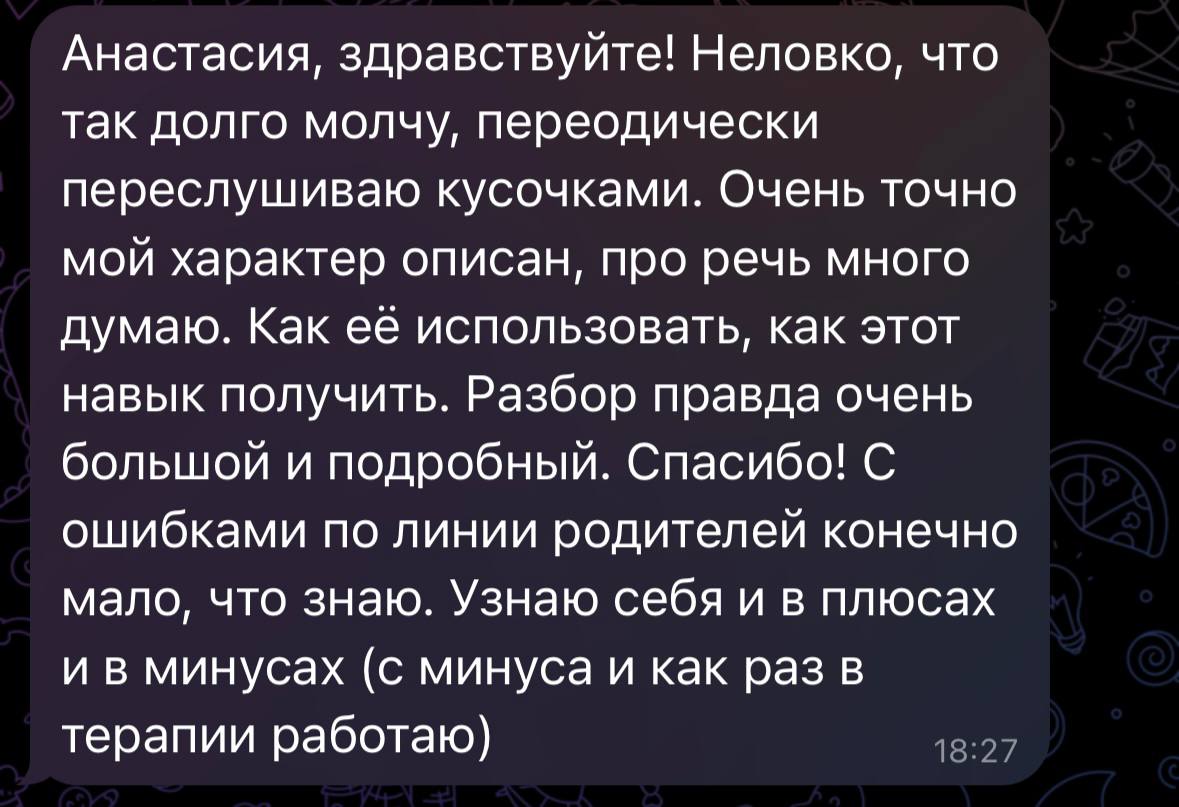 Анастасия, здравствуйте! Неловко, что
так долго молчу, переодически
переслушиваю кусочками. Очень точно
мой характер описан, про речь много
думаю. Как её использовать, как этот
навык получить. Разбор правда очень
большой и подробный. Спасибо! С
ошибками по линии родителей конечно
мало, что знаю. Узнаю себя и в плюсах
и в минусах (с минуса и как раз в
терапии работаю)
18:27